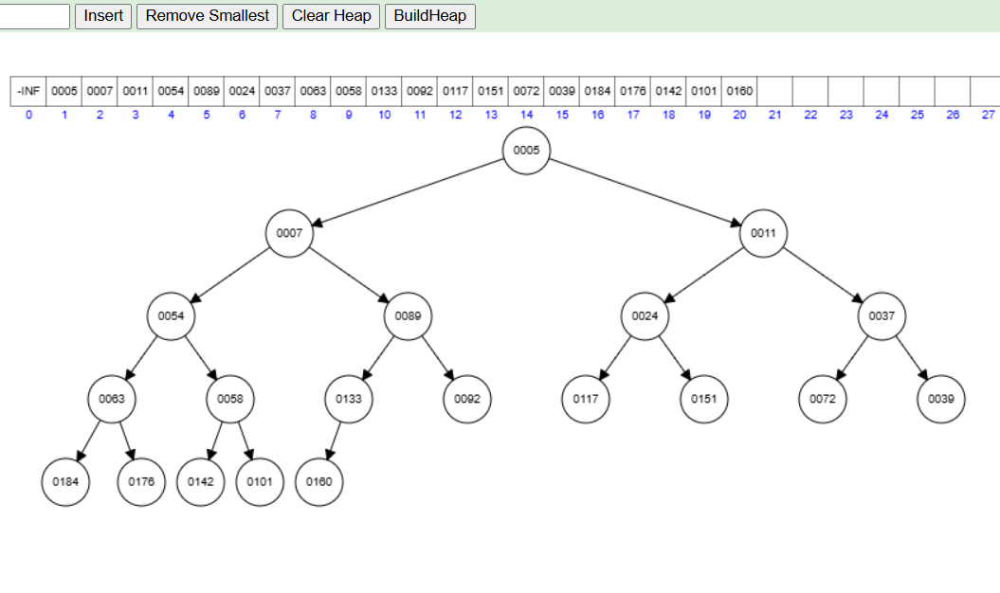 Insert Remove Smallest Clear Heap BuildHeap
-INF 0005 0007 0011 0054 0089 0024 0037 0063 0058 0133 0092 0117 0151 0072 0039 0184 0176 0142 0101 0160
0 1 2 3 4 5 6 7 8 9 10 11 12 13 14 15 16 17 18 19 20 21 22 23 24 25 26 27
0005
0007 0011
0054 0089 0024 0037
0063 0058 0133 0092 0117 0151 0072 0039
0184 0176 0142 0101 0160